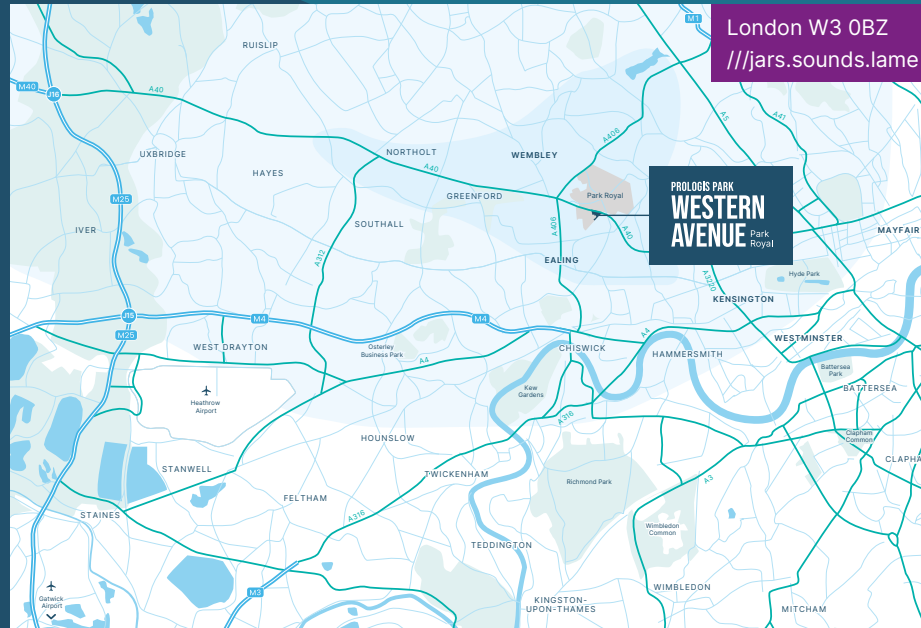 London W3 0BZ
///jars.sounds.lame
M1
RUISLIP
M40
J16
A40
A5
A41
A406
UXBRIDGE
NORTHOLT
WEMBLEY
A40
HAYES
GREENFORD
Park Royal
PROLOGIS PARK
WESTERN
AVENUE
Park
Royal
M25
IVER
SOUTHALL
A406
A40
MAYFAIR
A312
EALING
A3220
Hyde Park
KENSINGTON
J15
M25
M4
M4
WEST DRAYTON
Osterley
Business Park
A4
CHISWICK
A4
HAMMERSMITH
WESTMINSTER
Battersea
Park
BATTERSEA
Heathrow
Airport
Kew
Gardens
A316
HOUNSLOW
Clapham
Common
CLAPHA
STANWELL
TWICKENHAM
Richmond Park
A3
FELTHAM
STAINES
A316
Wimbledon
Common
TEDDINGTON
Gatwick
Airport
M3
WIMBLEDON
KINGSTON-
UPON-THAMES
MITCHAM